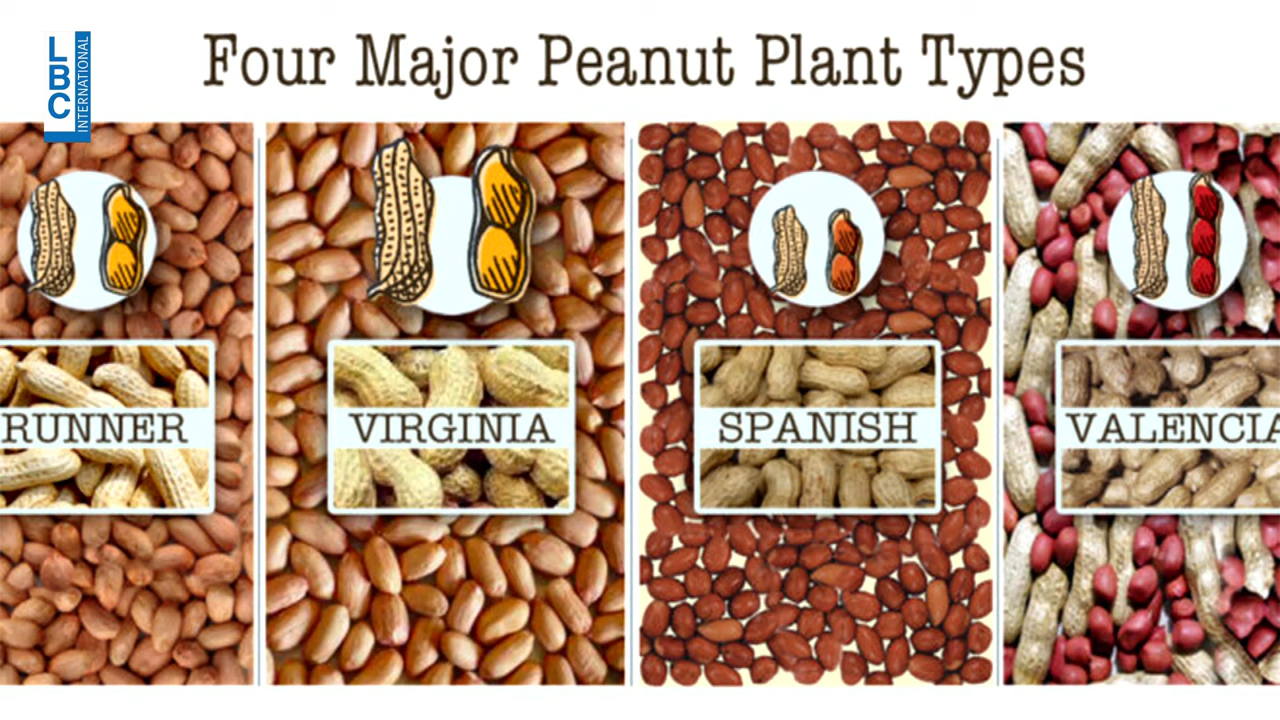 LBC
INTERNATIONAL
Four Major Peanut Plant Types
RUNNER
VIRGINIA
SPANISH
VALENCIA